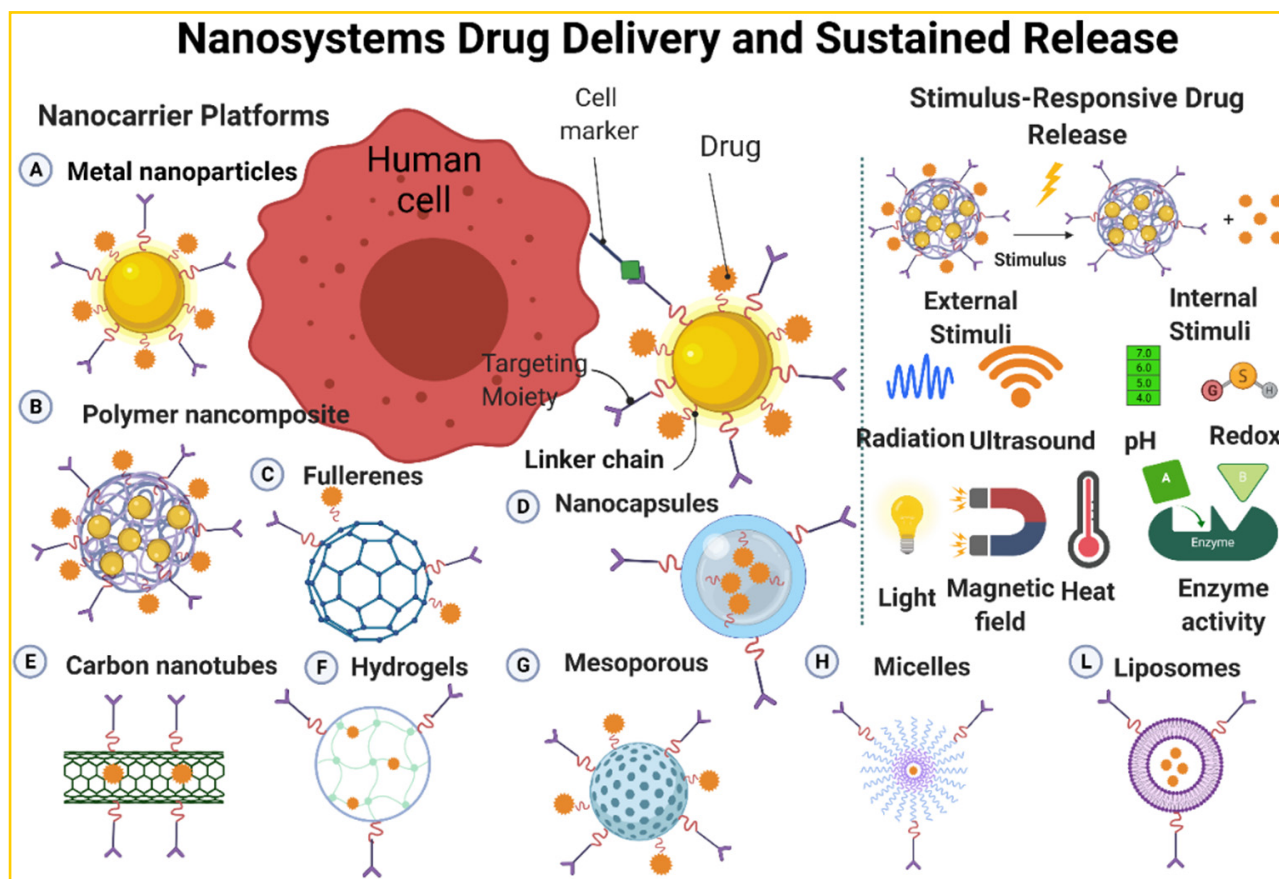 Nanosystems Drug Delivery and Sustained Release
Nanocarrier Platforms
A
Metal nanoparticles
Human
cell
Cell
marker
Drug
Targeting
Moiety
Linker chain
B
Polymer nancomposite
C
Fullerenes
D
Nanocapsules
E
Carbon nanotubes
F
Hydrogels
G
Mesoporous
H
Micelles
L
Liposomes
Stimulus-Responsive Drug
Release
Stimulus
+
External
Stimuli
Internal
Stimuli
7.0
6.0
5.0
4.0
G
S
H
Radiation
Ultrasound
pH
Redox
A
B
Enzyme
Light
Magnetic
field
Heat
Enzyme
activity